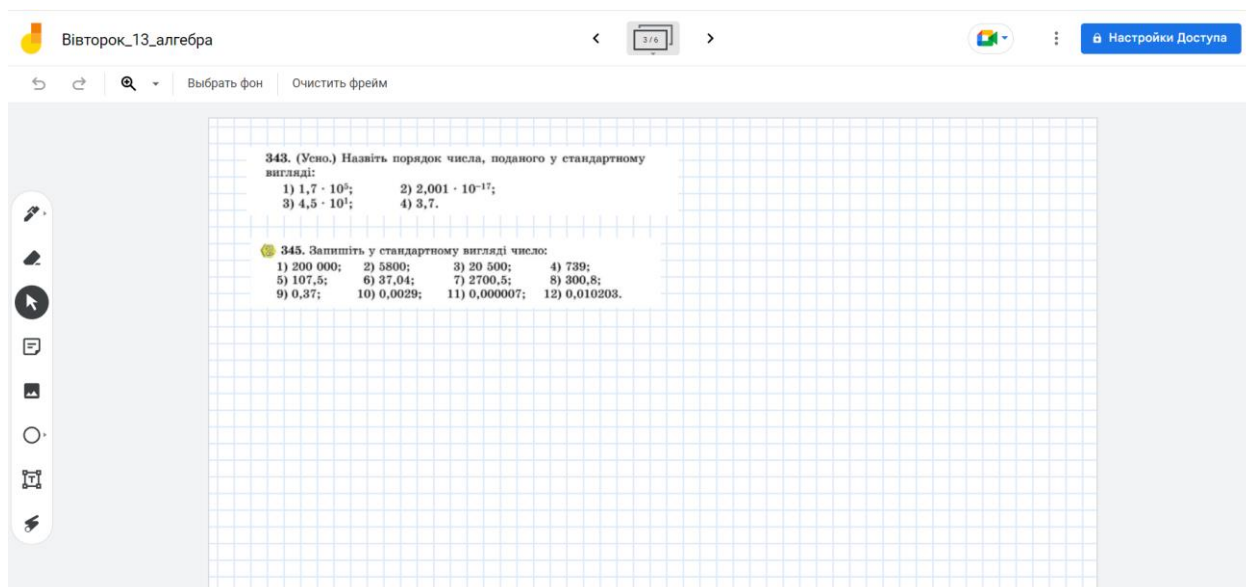 Вівторок_13_алгебра
3 / 6
Настройки Доступа
Выбрать фон Очистить фрейм
343. (Усно.) Назвіть порядок числа, поданого у стандартному
вигляді:
1) 1,7 · 10⁵; 2) 2,001 · 10⁻¹⁷;
3) 4,5 · 10¹; 4) 3,7.
345. Запишіть у стандартному вигляді число:
1) 200 000; 2) 5800; 3) 20 500; 4) 739;
5) 107,5; 6) 37,04; 7) 2700,5; 8) 300,8;
9) 0,37; 10) 0,0029; 11) 0,000007; 12) 0,010203.